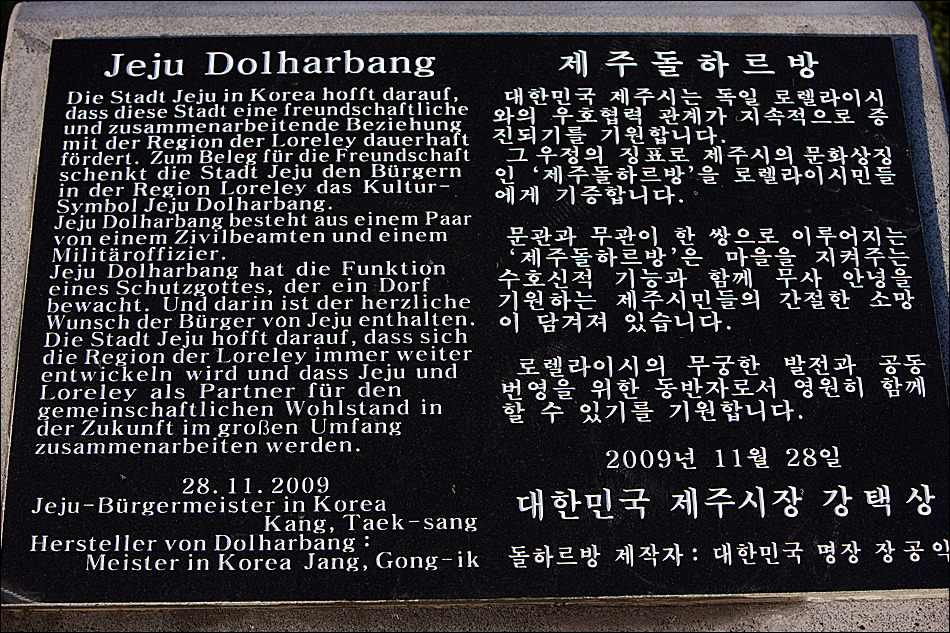 Jeju Dolharbang
Die Stadt Jeju in Korea hofft darauf,
dass diese Stadt eine freundschaftliche
und zusammenarbeitende Beziehung
mit der Region der Loreley dauerhaft
fördert. Zum Beleg für die Freundschaft
schenkt die Stadt Jeju den Bürgern
in der Region Loreley das Kultur-
Symbol Jeju Dolharbang.
Jeju Dolharbang besteht aus einem Paar
von einem Zivilbeamten und einem
Militäroffizier.
Jeju Dolharbang hat die Funktion
eines Schutzgottes, der ein Dorf
bewacht. Und darin ist der herzliche
Wunsch der Bürger von Jeju enthalten.
Die Stadt Jeju hofft darauf, dass sich
die Region der Loreley immer weiter
entwickeln wird und dass Jeju und
Loreley als Partner für den
gemeinschaftlichen Wohlstand in
der Zukunft im großen Umfang
zusammenarbeiten werden.
28.11.2009
Jeju-Bürgermeister in Korea
Kang, Taek-sang
Hersteller von Dolharbang:
Meister in Korea Jang, Gong-ik
제주돌하르방
대한민국 제주시는 독일 로렐라이시
와의 우호협력 관계가 지속적으로 증
진되기를 기원합니다.
그 우정의 징표로 제주시의 문화상징
인 '제주돌하르방'을 로렐라이시민들
에게 기증합니다.
문관과 무관이 한 쌍으로 이루어지는
'제주돌하르방'은 마을을 지켜주는
수호신적 기능과 함께 무사 안녕을
기원하는 제주시민들의 간절한 소망
이 담겨져 있습니다.
로렐라이시의 무궁한 발전과 공동
번영을 위한 동반자로서 영원히 함께
할 수 있기를 기원합니다.
2009년 11월 28일
대한민국 제주시장 강택상
돌하르방 제작자 : 대한민국 명장 장공익